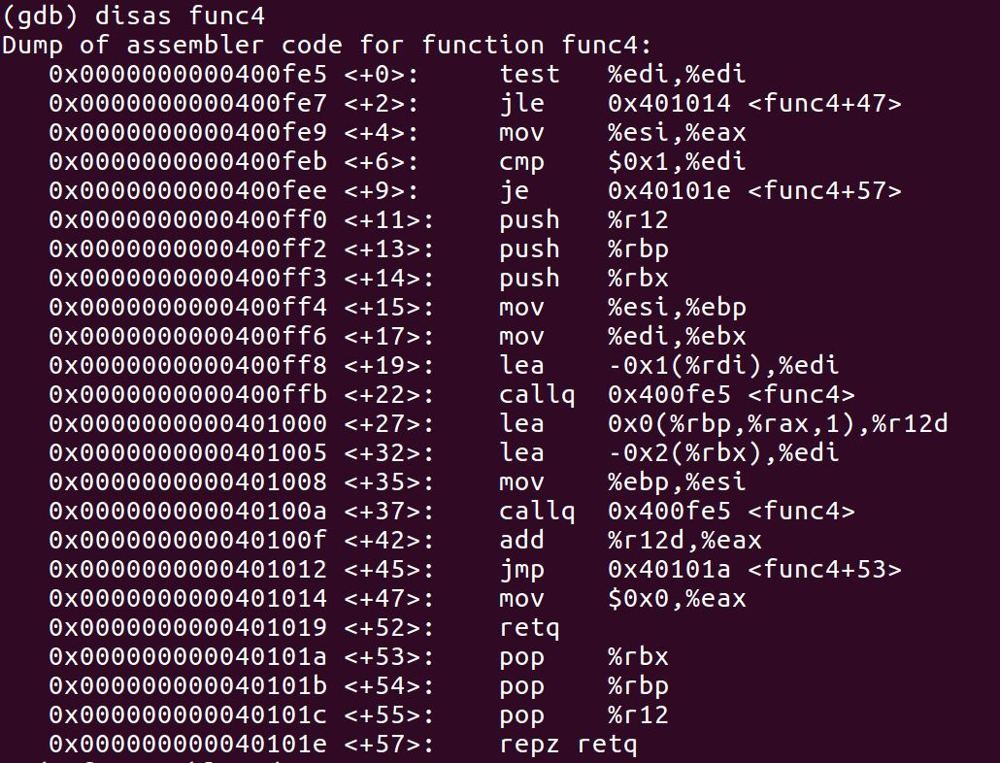 (gdb) disas func4
Dump of assembler code for function func4:
   0x0000000000400fe5 <+0>:     test   %edi,%edi
   0x0000000000400fe7 <+2>:     jle    0x401014 <func4+47>
   0x0000000000400fe9 <+4>:     mov    %esi,%eax
   0x0000000000400feb <+6>:     cmp    $0x1,%edi
   0x0000000000400fee <+9>:     je     0x40101e <func4+57>
   0x0000000000400ff0 <+11>:    push   %r12
   0x0000000000400ff2 <+13>:    push   %rbp
   0x0000000000400ff3 <+14>:    push   %rbx
   0x0000000000400ff4 <+15>:    mov    %esi,%ebp
   0x0000000000400ff6 <+17>:    mov    %edi,%ebx
   0x0000000000400ff8 <+19>:    lea    -0x1(%rdi),%edi
   0x0000000000400ffb <+22>:    callq  0x400fe5 <func4>
   0x0000000000401000 <+27>:    lea    0x0(%rbp,%rax,1),%r12d
   0x0000000000401005 <+32>:    lea    -0x2(%rbx),%edi
   0x0000000000401008 <+35>:    mov    %ebp,%esi
   0x000000000040100a <+37>:    callq  0x400fe5 <func4>
   0x000000000040100f <+42>:    add    %r12d,%eax
   0x0000000000401012 <+45>:    jmp    0x40101a <func4+53>
   0x0000000000401014 <+47>:    mov    $0x0,%eax
   0x0000000000401019 <+52>:    retq
   0x000000000040101a <+53>:    pop    %rbx
   0x000000000040101b <+54>:    pop    %rbp
   0x000000000040101c <+55>:    pop    %r12
   0x000000000040101e <+57>:    repz retq